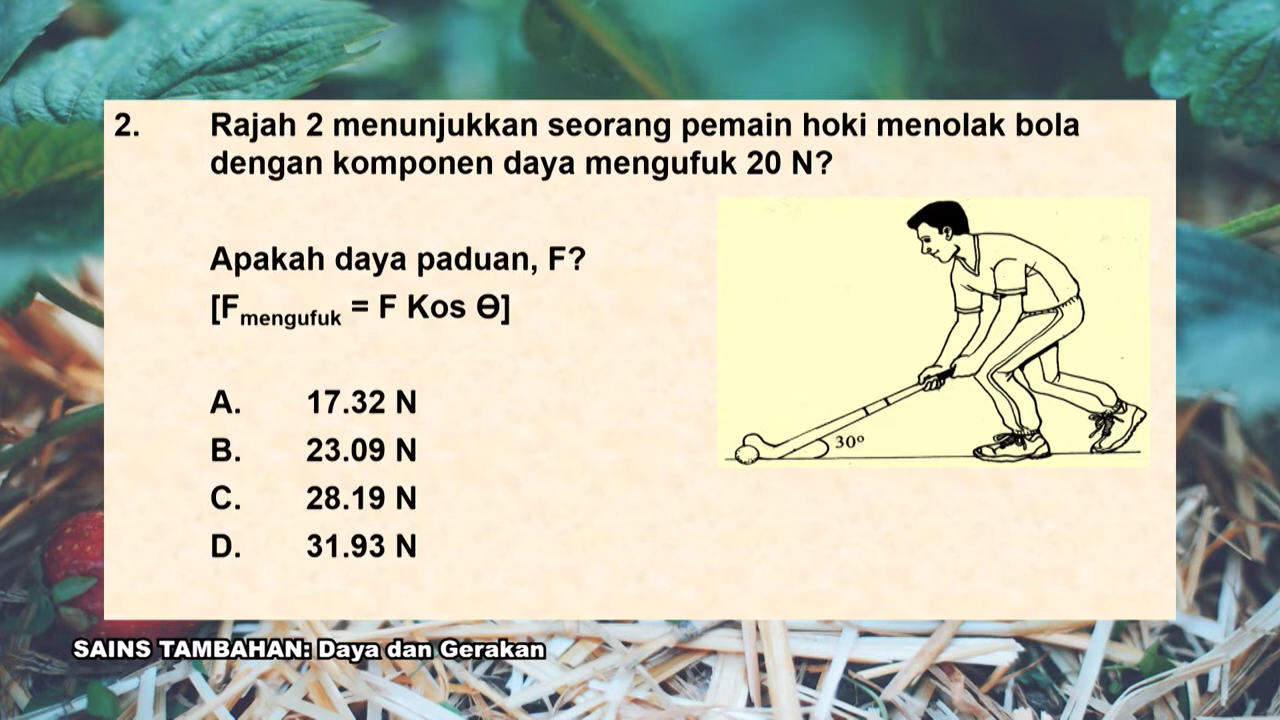 2. Rajah 2 menunjukkan seorang pemain hoki menolak bola
dengan komponen daya mengufuk 20 N?
Apakah daya paduan, F?
[Fmengufuk = F Kos Ɵ]
A. 17.32 N
B. 23.09 N
C. 28.19 N
D. 31.93 N
30º
SAINS TAMBAHAN: Daya dan Gerakan